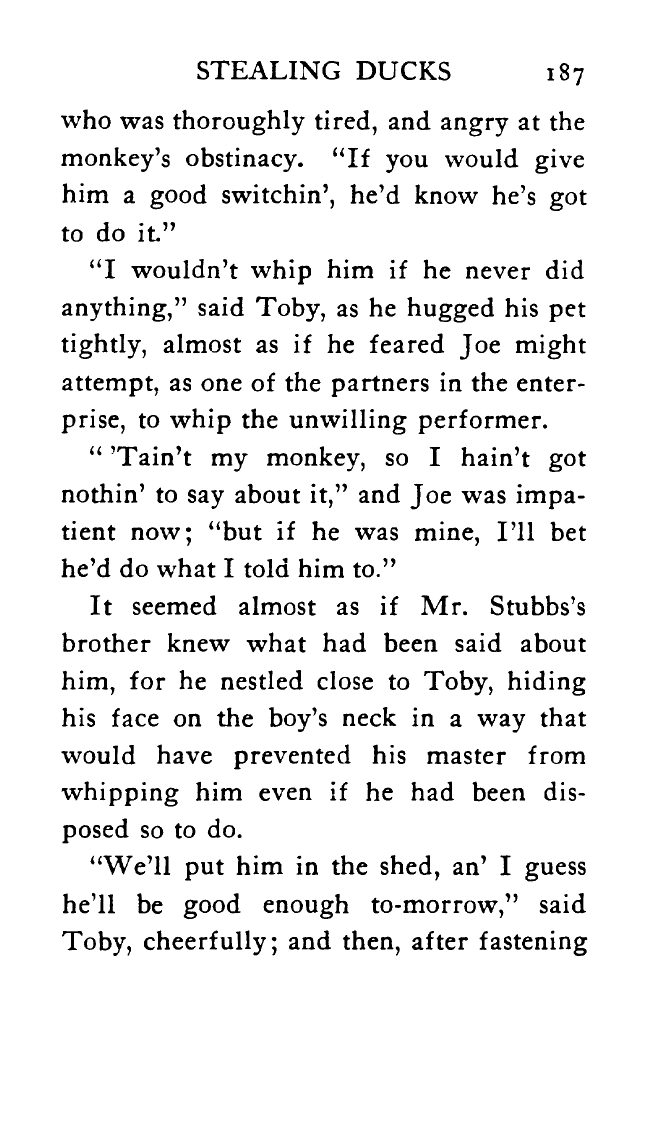 STEALING DUCKS 187
who was thoroughly tired, and angry at the
monkey's obstinacy. "If you would give
him a good switchin', he'd know he's got
to do it."
"I wouldn't whip him if he never did
anything," said Toby, as he hugged his pet
tightly, almost as if he feared Joe might
attempt, as one of the partners in the enter-
prise, to whip the unwilling performer.
" 'Tain't my monkey, so I hain't got
nothin' to say about it," and Joe was impa-
tient now; "but if he was mine, I'll bet
he'd do what I told him to."
It seemed almost as if Mr. Stubbs's
brother knew what had been said about
him, for he nestled close to Toby, hiding
his face on the boy's neck in a way that
would have prevented his master from
whipping him even if he had been dis-
posed so to do.
"We'll put him in the shed, an' I guess
he'll be good enough to-morrow," said
Toby, cheerfully; and then, after fastening